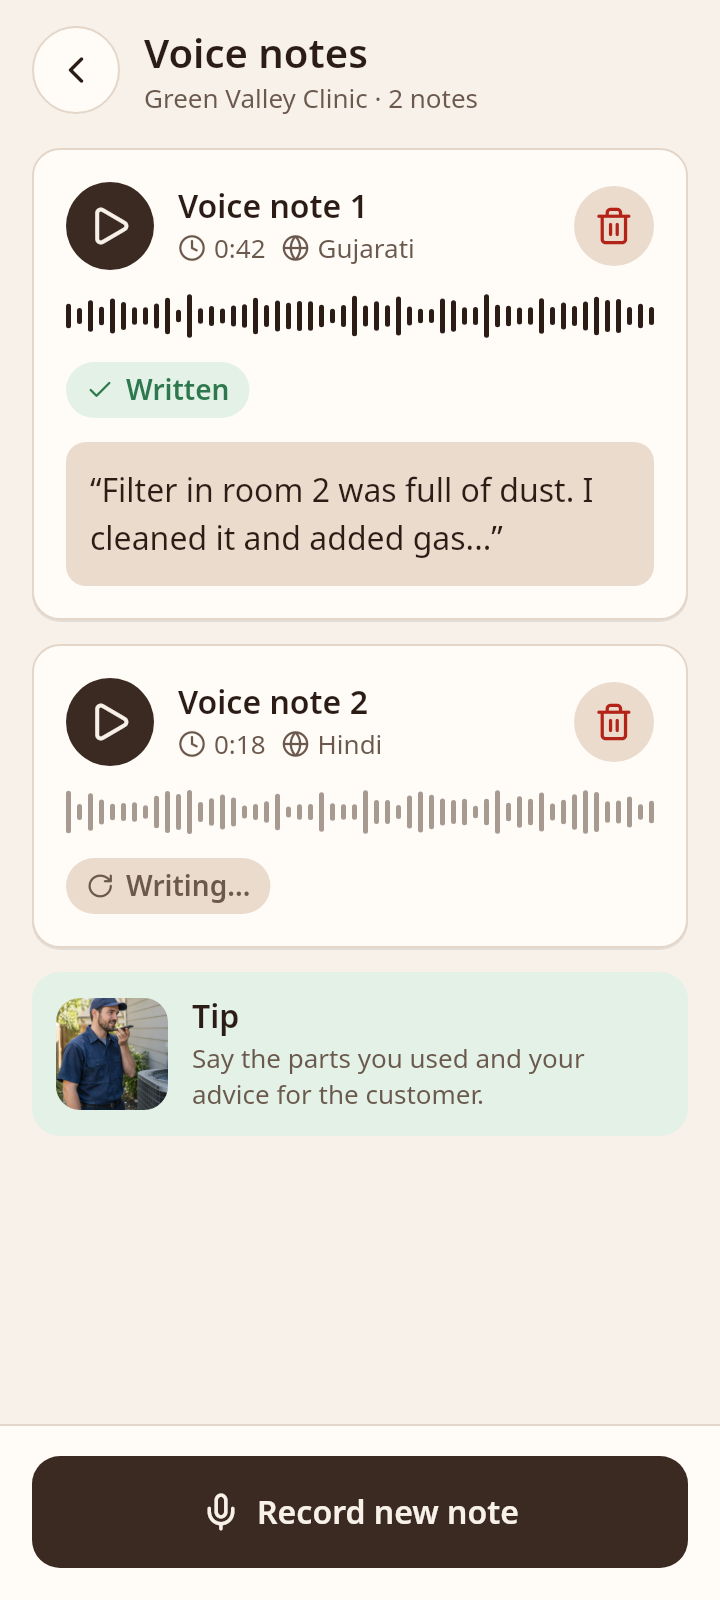 Voice notes
Green Valley Clinic · 2 notes
Voice note 1
0:42 Gujarati
Written
“Filter in room 2 was full of dust. I
cleaned it and added gas...”
Voice note 2
0:18 Hindi
Writing...
Tip
Say the parts you used and your
advice for the customer.
Record new note